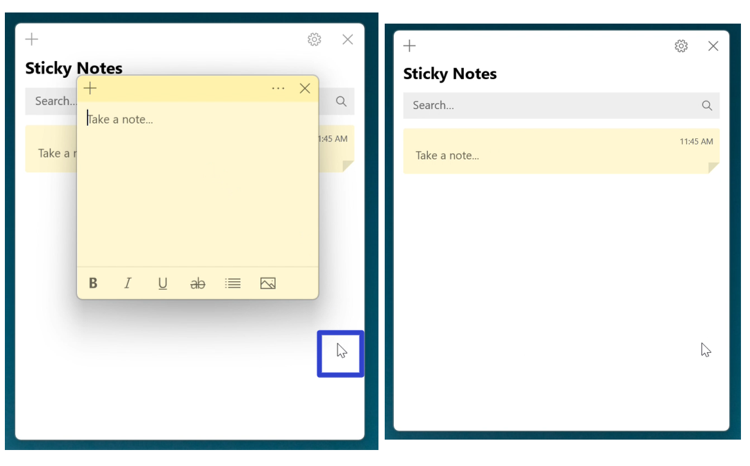 Sticky Notes
Search...
Take a note...
1:45 AM
Take a n
B I U ab
Sticky Notes
Search...
11:45 AM
Take a note...